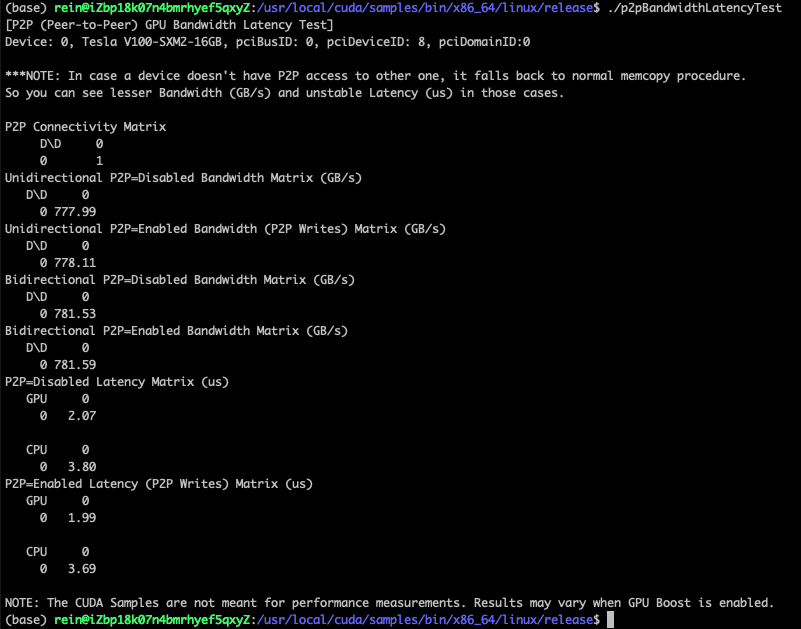 (base) rein@iZbp18k07n4bmrhyef5qxyZ:/usr/local/cuda/samples/bin/x86_64/linux/release$ ./p2pBandwidthLatencyTest
[P2P (Peer-to-Peer) GPU Bandwidth Latency Test]
Device: 0, Tesla V100-SXM2-16GB, pciBusID: 0, pciDeviceID: 8, pciDomainID:0

***NOTE: In case a device doesn't have P2P access to other one, it falls back to normal memcopy procedure.
So you can see lesser Bandwidth (GB/s) and unstable Latency (us) in those cases.

P2P Connectivity Matrix
     D\D     0
     0       1
Unidirectional P2P=Disabled Bandwidth Matrix (GB/s)
   D\D     0
     0 777.99
Unidirectional P2P=Enabled Bandwidth (P2P Writes) Matrix (GB/s)
   D\D     0
     0 778.11
Bidirectional P2P=Disabled Bandwidth Matrix (GB/s)
   D\D     0
     0 781.53
Bidirectional P2P=Enabled Bandwidth Matrix (GB/s)
   D\D     0
     0 781.59
P2P=Disabled Latency Matrix (us)
   GPU     0
     0   2.07

   CPU     0
     0   3.80
P2P=Enabled Latency (P2P Writes) Matrix (us)
   GPU     0
     0   1.99

   CPU     0
     0   3.69

NOTE: The CUDA Samples are not meant for performance measurements. Results may vary when GPU Boost is enabled.
(base) rein@iZbp18k07n4bmrhyef5qxyZ:/usr/local/cuda/samples/bin/x86_64/linux/release$